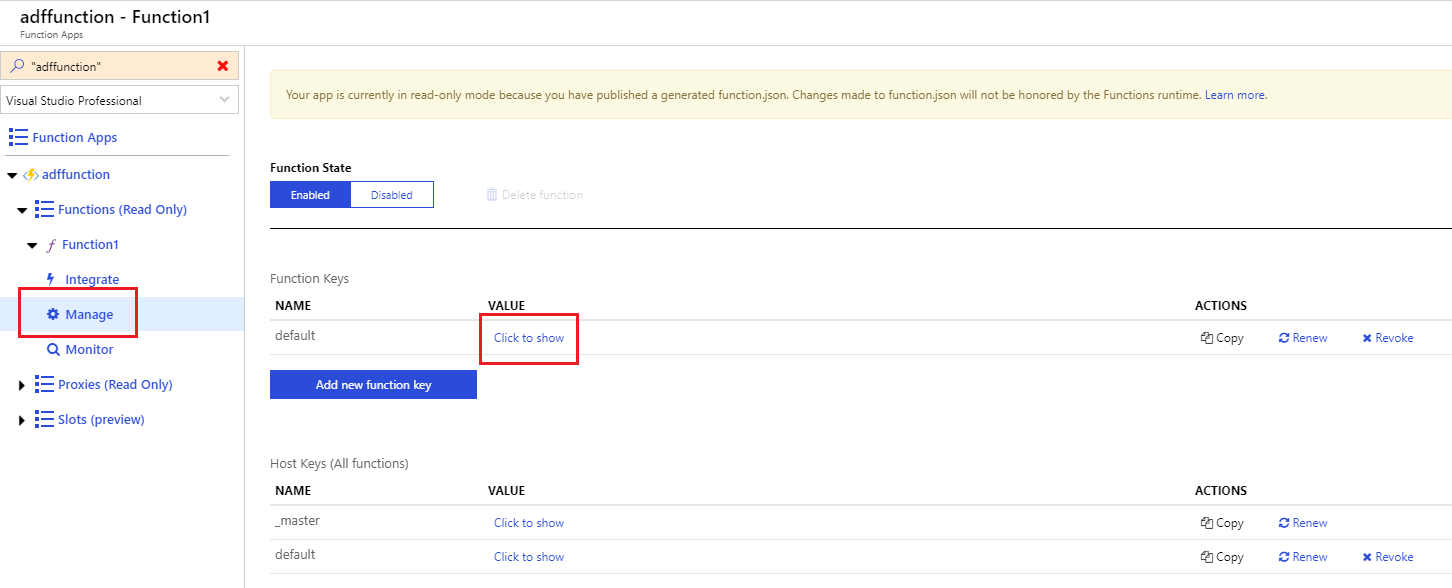 adffunction - Function1
Function Apps
"adffunction"
Visual Studio Professional
Function Apps
adffunction
Functions (Read Only)
Function1
Integrate
Manage
Monitor
Proxies (Read Only)
Slots (preview)
Your app is currently in read-only mode because you have published a generated function.json. Changes made to function.json will not be honored by the Functions runtime. Learn more.
Function State
Enabled Disabled Delete function
Function Keys
NAME VALUE ACTIONS
default Click to show Copy Renew Revoke
Add new function key
Host Keys (All functions)
NAME VALUE ACTIONS
_master Click to show Copy Renew
default Click to show Copy Renew Revoke